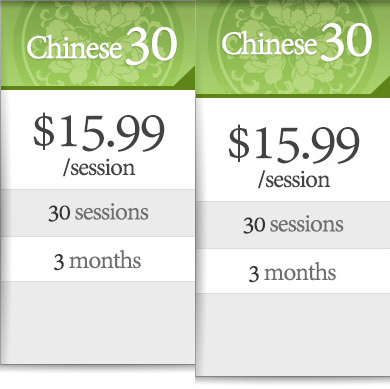 Chinese 30
$15.99
/session
30 sessions
3 months
Chinese 30
$15.99
/session
30 sessions
3 months